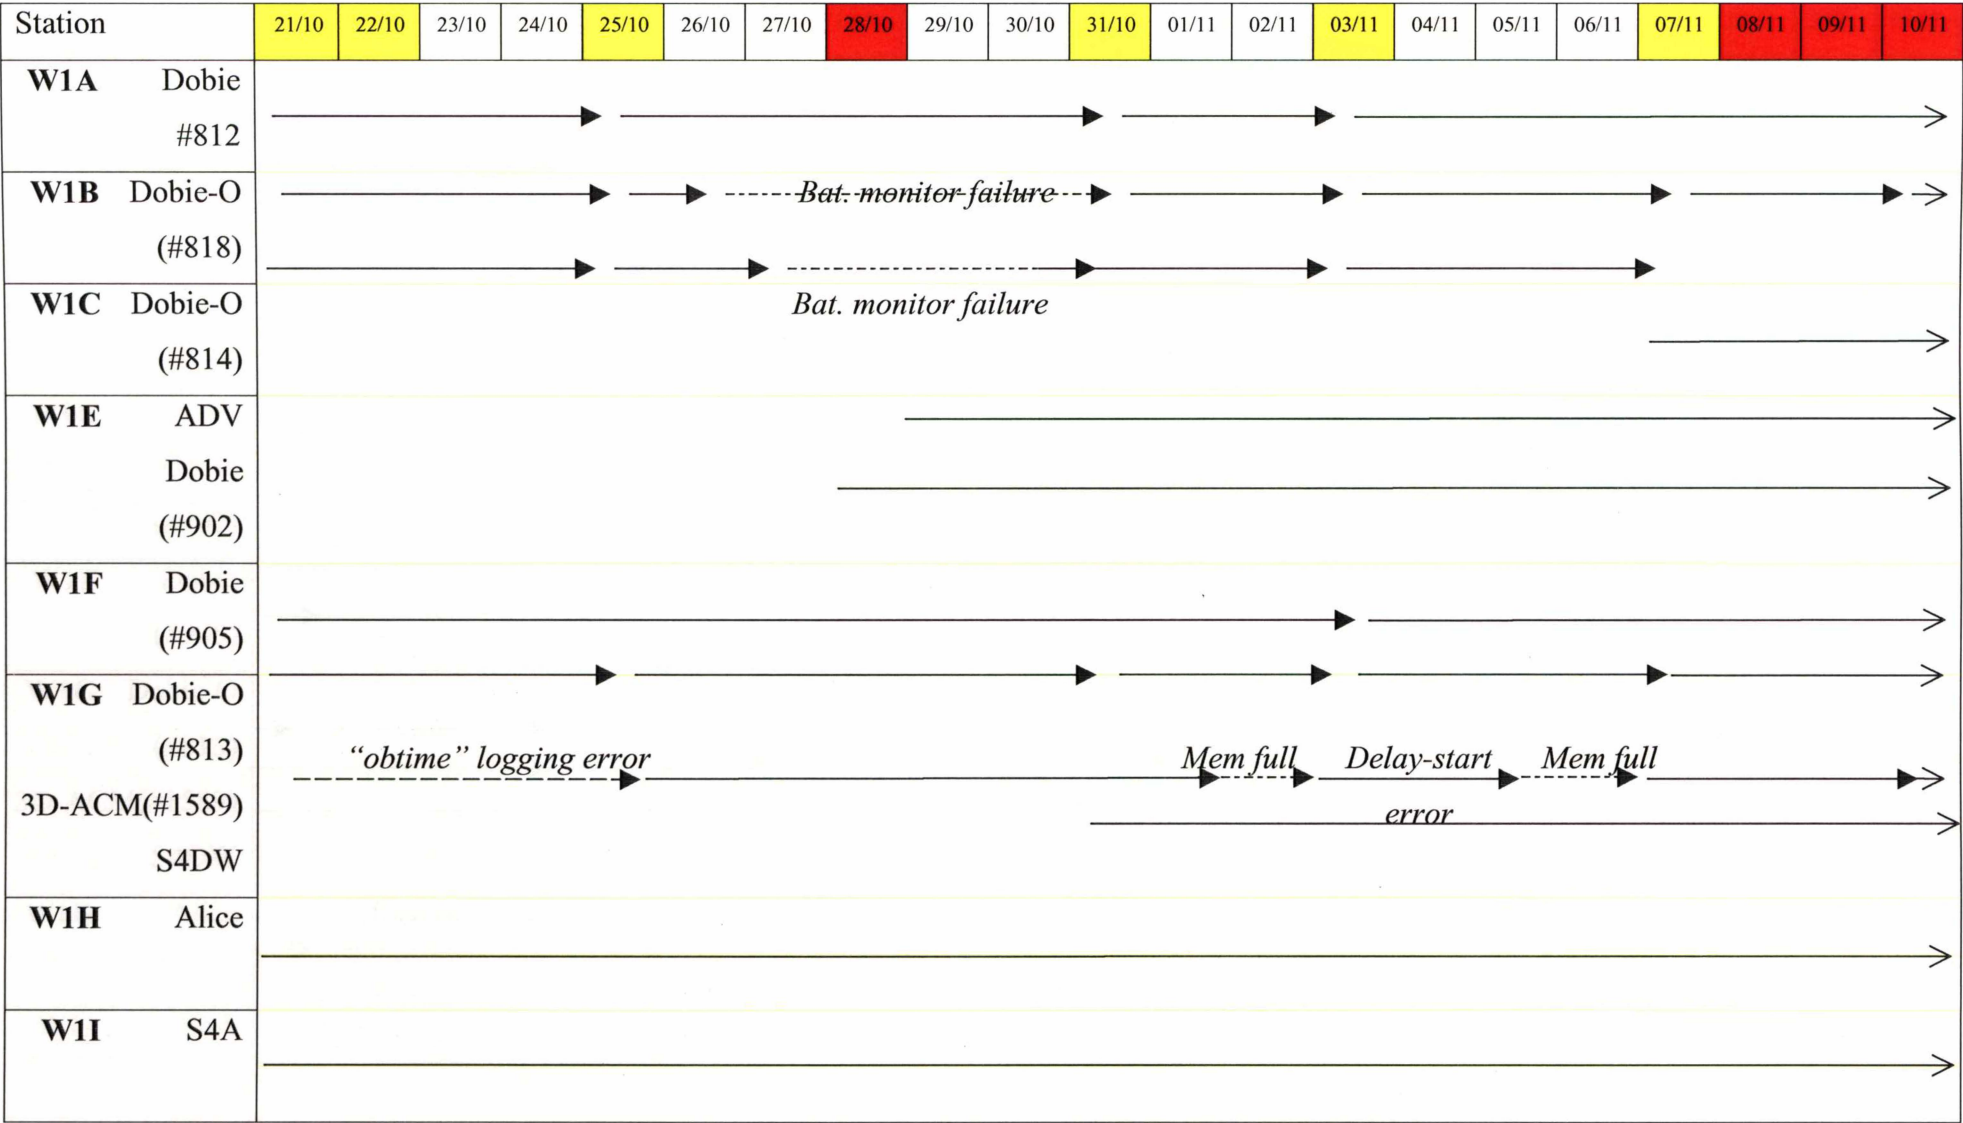 Station 21/10 22/10 23/10 24/10 25/10 26/10 27/10 28/10 29/10 30/10 31/10 01/11 02/11 03/11 04/11 05/11 06/11 07/11 08/11 09/11 10/11
W1A Dobie
#812
W1B Dobie-O Bat. monitor failure
(#818)
W1C Dobie-O Bat. monitor failure
(#814)
W1E ADV
Dobie
(#902)
W1F Dobie
(#905)
W1G Dobie-O
(#813) “obtime” logging error Mem full Delay-start Mem full
3D-ACM(#1589) error
S4DW
W1H Alice
W1I S4A